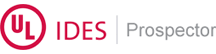 UL IDES Prospector